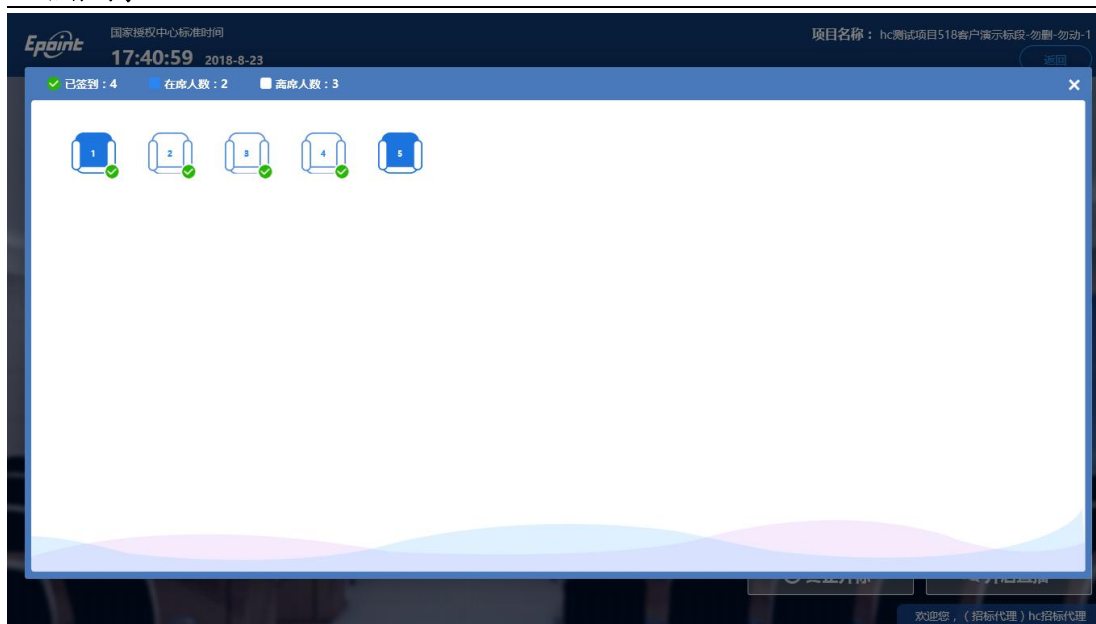 Epoint
国家授权中心标准时间
17:40:59 2018-8-23
项目名称：hc测试项目518客户演示标段-勿删-勿动-1
返回
已签到：4 在席人数：2 离席人数：3
1 2 3 4 5
欢迎您，（招标代理）hc招标代理